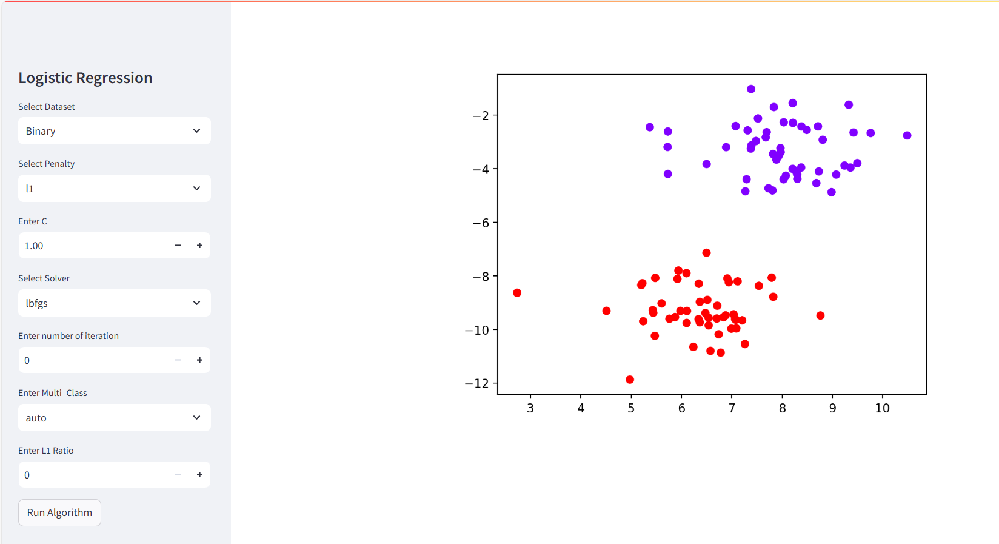 Logistic Regression
Select Dataset
Binary
Select Penalty
l1
Enter C
1.00
Select Solver
lbfgs
Enter number of iteration
0
Enter Multi_Class
auto
Enter L1 Ratio
0
Run Algorithm
−2
−4
−6
−8
−10
−12
3 4 5 6 7 8 9 10